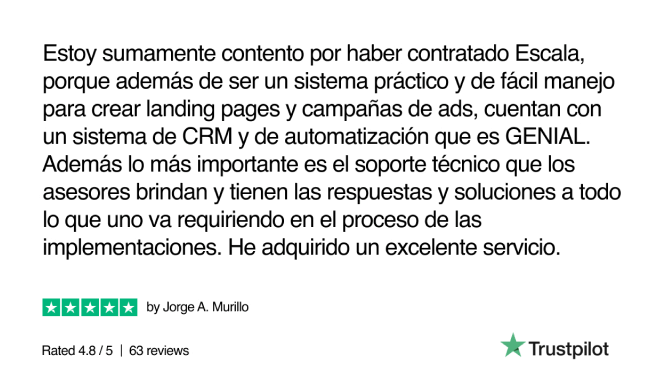 Estoy sumamente contento por haber contratado Escala,
porque además de ser un sistema práctico y de fácil manejo
para crear landing pages y campañas de ads, cuentan con
un sistema de CRM y de automatización que es GENIAL.
Además lo más importante es el soporte técnico que los
asesores brindan y tienen las respuestas y soluciones a todo
lo que uno va requiriendo en el proceso de las
implementaciones. He adquirido un excelente servicio.
by Jorge A. Murillo
Rated 4.8 / 5 | 63 reviews
Trustpilot